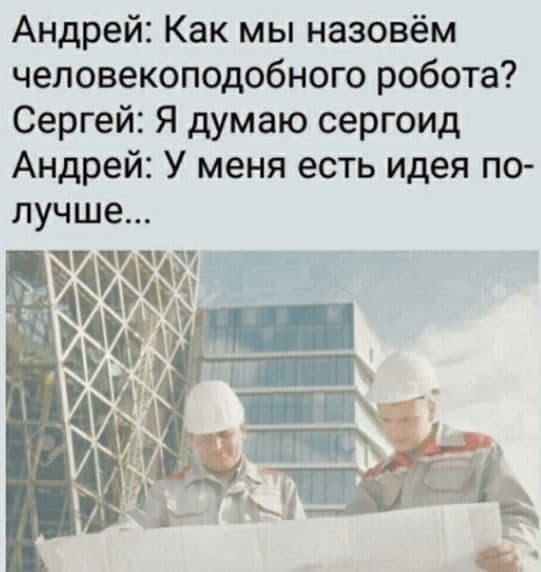 Андрей: Как мы назовём
человекоподобного робота?
Сергей: Я думаю сергоид
Андрей: У меня есть идея по-
лучше...